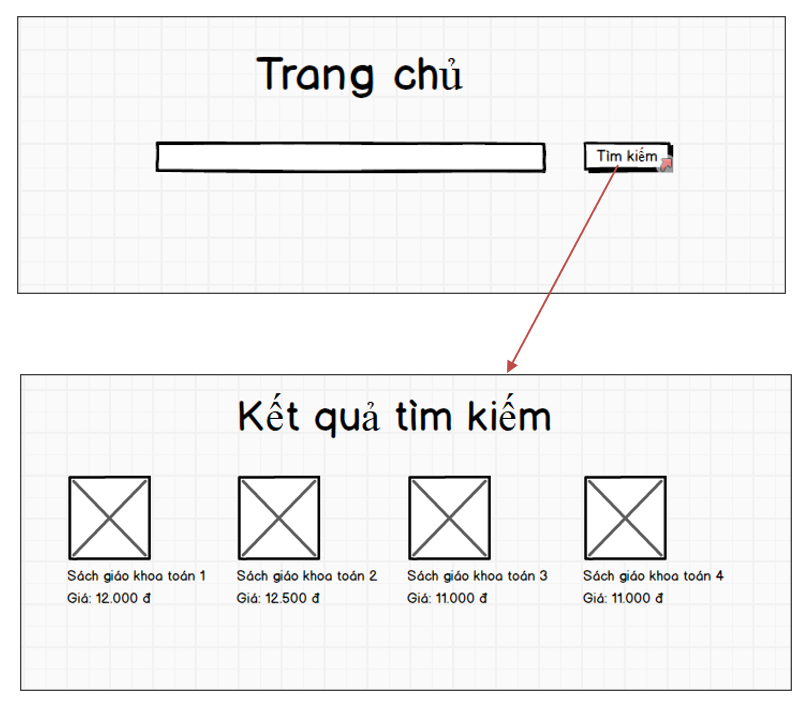 Trang chủ
Tìm kiếm
Kết quả tìm kiếm
Sách giáo khoa toán 1
Giá: 12.000 đ
Sách giáo khoa toán 2
Giá: 12.500 đ
Sách giáo khoa toán 3
Giá: 11.000 đ
Sách giáo khoa toán 4
Giá: 11.000 đ